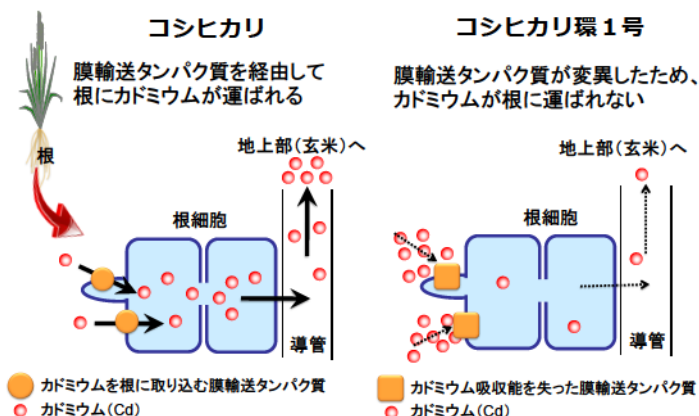 コシヒカリ
膜輸送タンパク質を経由して
根にカドミウムが運ばれる
根
地上部(玄米)へ
根細胞
導管
カドミウムを根に取り込む膜輸送タンパク質
カドミウム(Cd)
コシヒカリ環1号
膜輸送タンパク質が変異したため、
カドミウムが根に運ばれない
地上部(玄米)へ
根細胞
導管
カドミウム吸収能を失った膜輸送タンパク質
カドミウム(Cd)